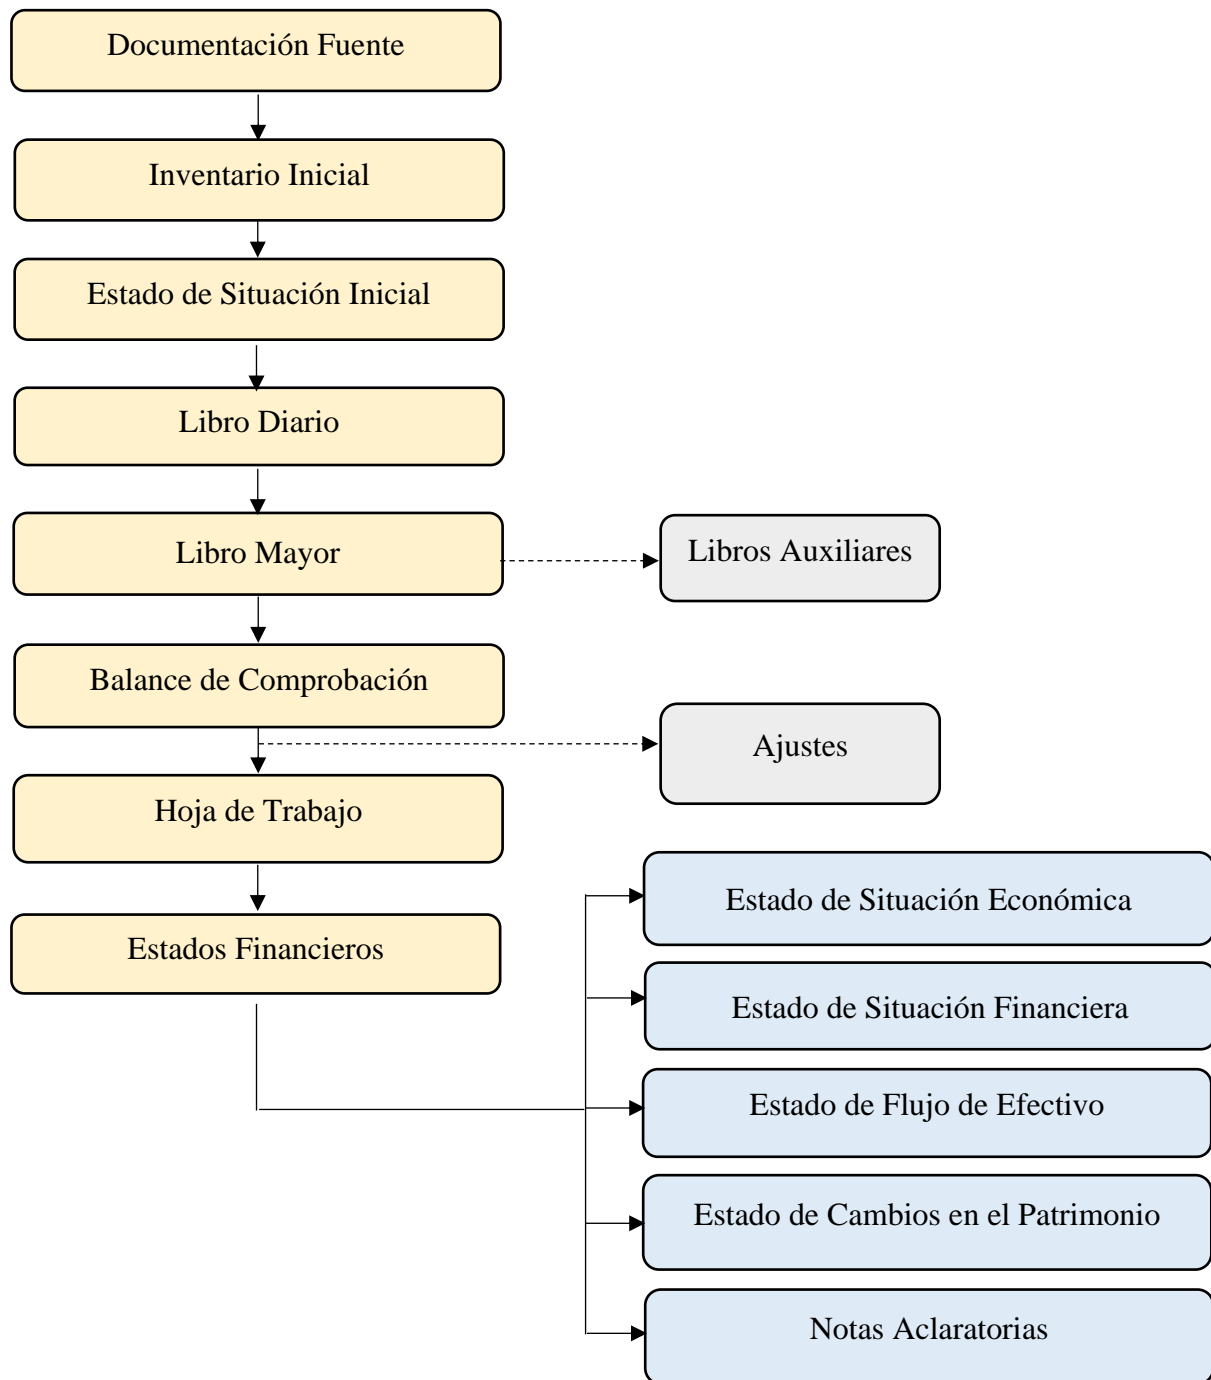 Documentación Fuente
Inventario Inicial
Estado de Situación Inicial
Libro Diario
Libro Mayor
Libros Auxiliares
Balance de Comprobación
Ajustes
Hoja de Trabajo
Estados Financieros
Estado de Situación Económica
Estado de Situación Financiera
Estado de Flujo de Efectivo
Estado de Cambios en el Patrimonio
Notas Aclaratorias